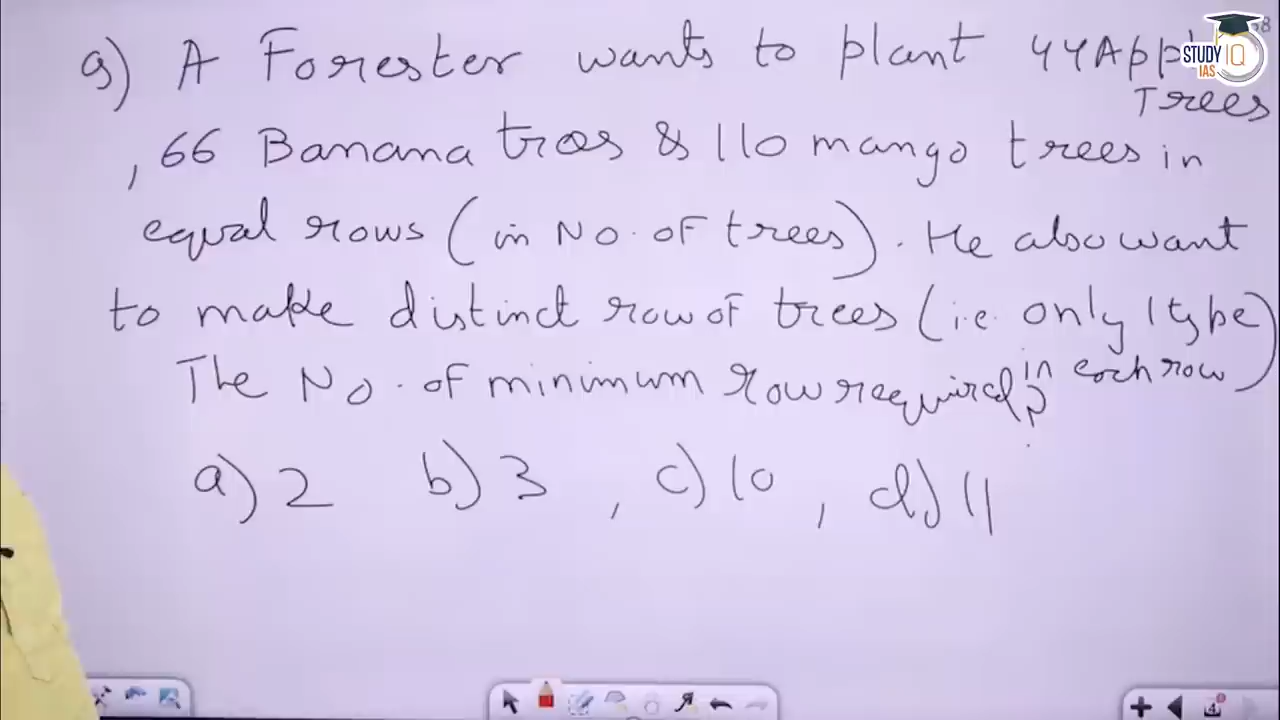 g) A Forester wants to plant 44 Apple
Trees
, 66 Banana trees & 110 mango trees in
equal rows (in No. of trees). He also want
to make distinct row of trees (i.e. only 1 type
in each row)
The No. of minimum row required?
a) 2 b) 3 , c) 10 , d) 11
STUDY IQ
IAS